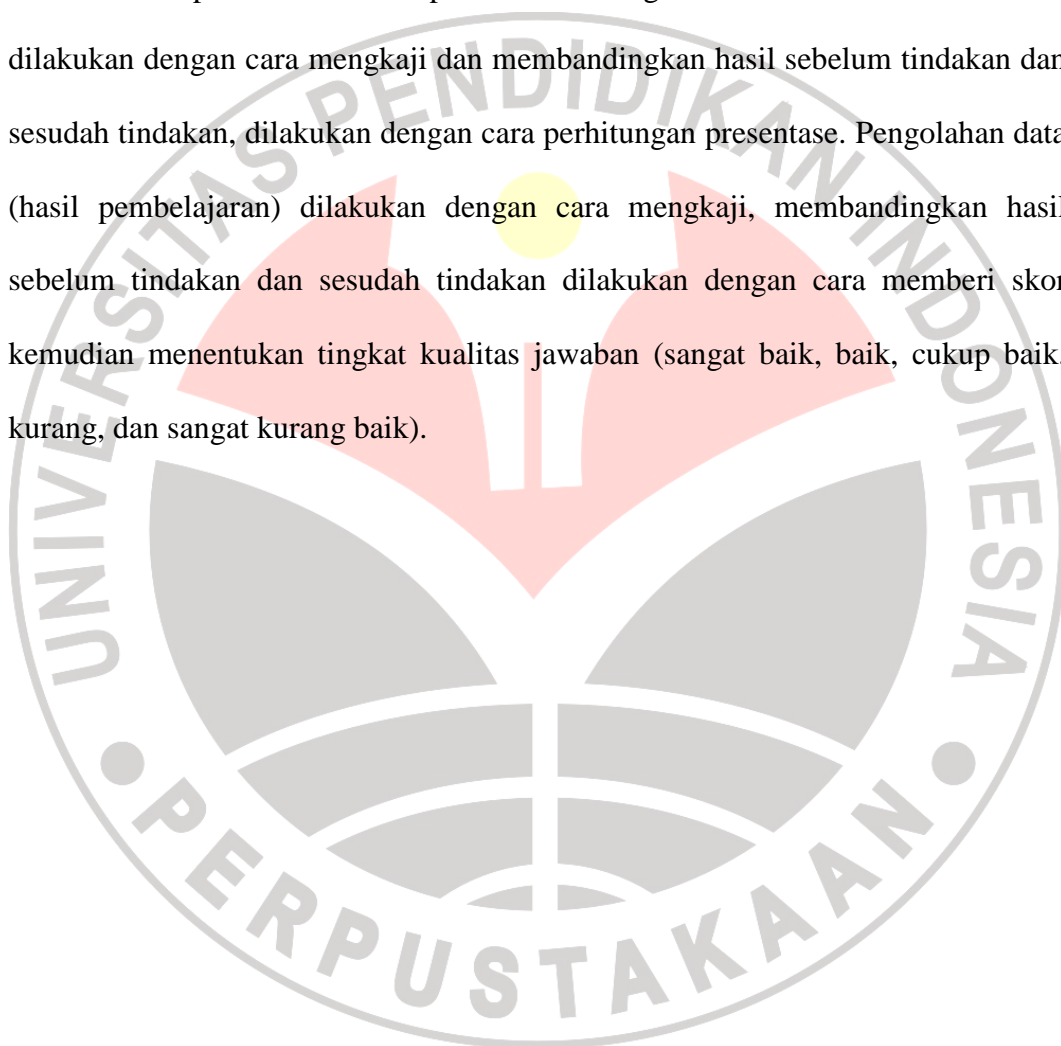 dilakukan dengan cara mengkaji dan membandingkan hasil sebelum tindakan dan
sesudah tindakan, dilakukan dengan cara perhitungan presentase. Pengolahan data
(hasil pembelajaran) dilakukan dengan cara mengkaji, membandingkan hasil
sebelum tindakan dan sesudah tindakan dilakukan dengan cara memberi skor
kemudian menentukan tingkat kualitas jawaban (sangat baik, baik, cukup baik,
kurang, dan sangat kurang baik).
UNIVERSITAS PENDIDIKAN INDONESIA
PERPUSTAKAAN